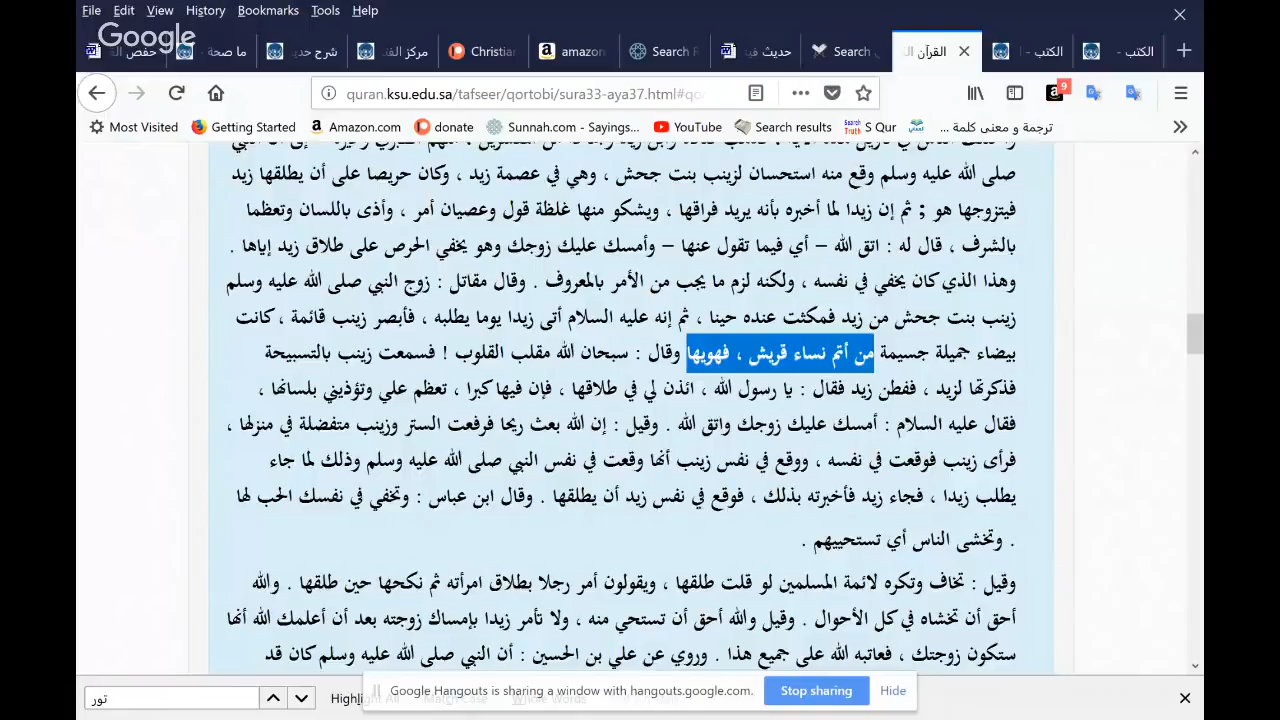 File Edit View History Bookmarks Tools Help
Google
حفص ال
ما صحة
شرح حدي
مركز الفت
Christian
amazon
Search R
حديث في
Search
القرآن ال
الكتب -
الكتب -
quran.ksu.edu.sa/tafseer/qortobi/sura33-aya37.html#qo
9
Most Visited Getting Started Amazon.com donate Sunnah.com - Sayings... YouTube Search results S Qur ترجمة و معنى كلمة ...
صلى الله عليه وسلم وقع منه استحسان لزينب بنت جحش ، وهي في عصمة زيد ، وكان حريصا على أن يطلقها زيد
فيتزوجها هو ; ثم إن زيدا لما أخبره بأنه يريد فراقها ، ويشكو منها غلظة قول وعصيان أمر ، وأذى باللسان وتعظما
بالشرف ، قال له : اتق الله – أي فيما تقول عنها – وأمسك عليك زوجك وهو يخفي الحرص على طلاق زيد إياها .
وهذا الذي كان يخفي في نفسه ، ولكنه لزم ما يجب من الأمر بالمعروف . وقال مقاتل : زوج النبي صلى الله عليه وسلم
زينب بنت جحش من زيد فمكثت عنده حينا ، ثم إنه عليه السلام أتى زيدا يوما يطلبه ، فأبصر زينب قائمة ، كانت
بيضاء جميلة جسيمة من أتم نساء قريش ، فهويها وقال : سبحان الله مقلب القلوب ! فسمعت زينب بالتسبيحة
فذكرتها لزيد ، ففطن زيد فقال : يا رسول الله ، ائذن لي في طلاقها ، فإن فيها كبرا ، تعظم علي وتؤذيني بلسانها ،
فقال عليه السلام : أمسك عليك زوجك واتق الله . وقيل : إن الله بعث ريحا فرفعت الستر وزينب متفضلة في منزلها ،
فرأى زينب فوقعت في نفسه ، ووقع في نفس زينب أنها وقعت في نفس النبي صلى الله عليه وسلم وذلك لما جاء
يطلب زيدا ، فجاء زيد فأخبرته بذلك ، فوقع في نفس زيد أن يطلقها . وقال ابن عباس : وتخفي في نفسك الحب لها
. وتخشى الناس أي تستحييهم .
وقيل : تخاف وتكره لائمة المسلمين لو قلت طلقها ، ويقولون أمر رجلا بطلاق امرأته ثم نكحها حين طلقها . والله
أحق أن تخشاه في كل الأحوال . وقيل والله أحق أن تستحي منه ، ولا تأمر زيدا بإمساك زوجته بعد أن أعلمك الله أنها
ستكون زوجتك ، فعاتبه الله على جميع هذا . وروي عن علي بن الحسين : أن النبي صلى الله عليه وسلم كان قد
تور
Highlight All Match Case Whole Words
Google Hangouts is sharing a window with hangouts.google.com. Stop sharing Hide